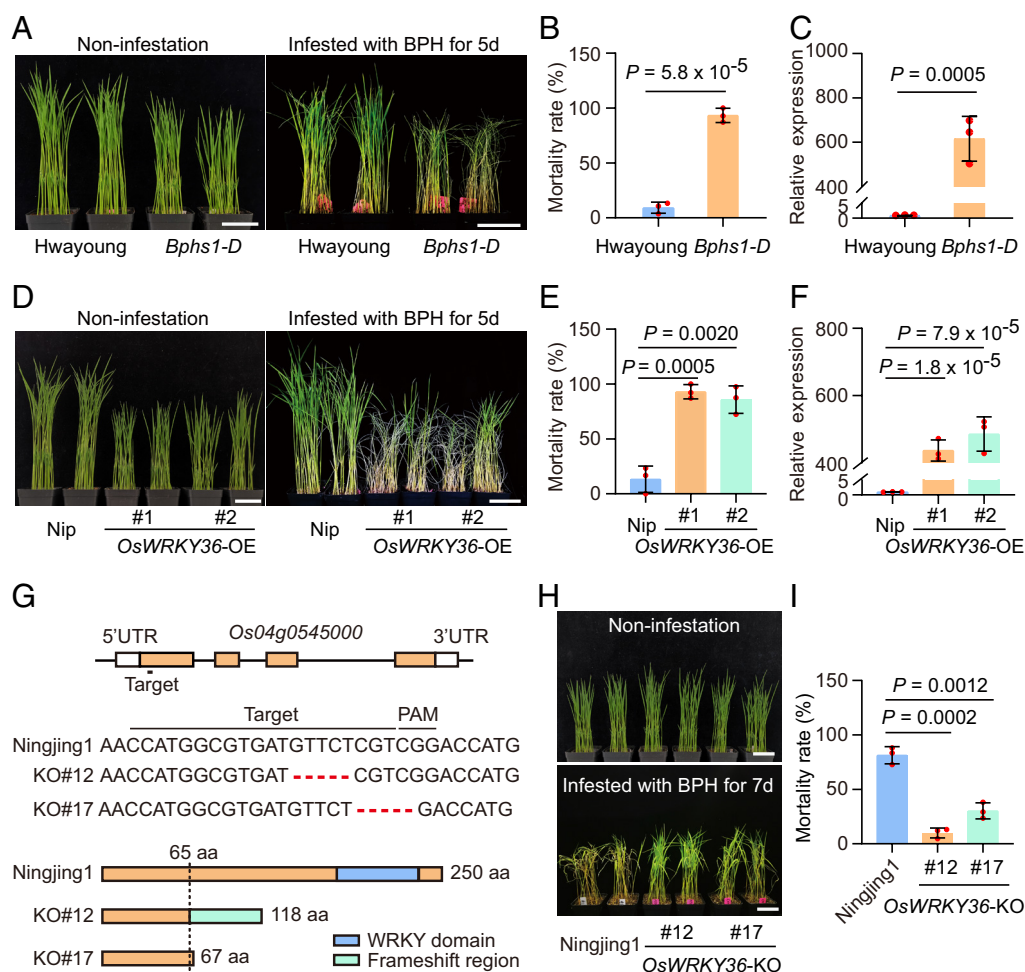 A
Non-infestation
Infested with BPH for 5d
Hwayoung
Bphs1-D
Hwayoung
Bphs1-D
B
Mortality rate (%)
100
50
0
P = 5.8 x 10-5
Hwayoung Bphs1-D
C
Relative expression
1000
800
600
400
5
0
P = 0.0005
Hwayoung Bphs1-D
D
Non-infestation
Infested with BPH for 5d
Nip
#1
#2
OsWRKY36-OE
Nip
#1
#2
OsWRKY36-OE
E
Mortality rate (%)
150
100
50
0
P = 0.0020
P = 0.0005
Nip
#1
#2
OsWRKY36-OE
F
Relative expression
800
400
5
0
P = 7.9 x 10-5
P = 1.8 x 10-5
Nip
#1
#2
OsWRKY36-OE
G
5'UTR
Os04g0545000
3'UTR
Target
Target
PAM
Ningjing1 AACCATGGCGTGATGTTCTCGTCGGACCATG
KO#12 AACCATGGCGTGAT-----CGTCGGACCATG
KO#17 AACCATGGCGTGATGTTCT-----GACCATG
65 aa
Ningjing1
250 aa
KO#12
118 aa
KO#17
67 aa
WRKY domain
Frameshift region
H
Non-infestation
Infested with BPH for 7d
Ningjing1
#12
#17
OsWRKY36-KO
I
Mortality rate (%)
150
100
50
0
P = 0.0012
P = 0.0002
Ningjing1
#12
#17
OsWRKY36-KO